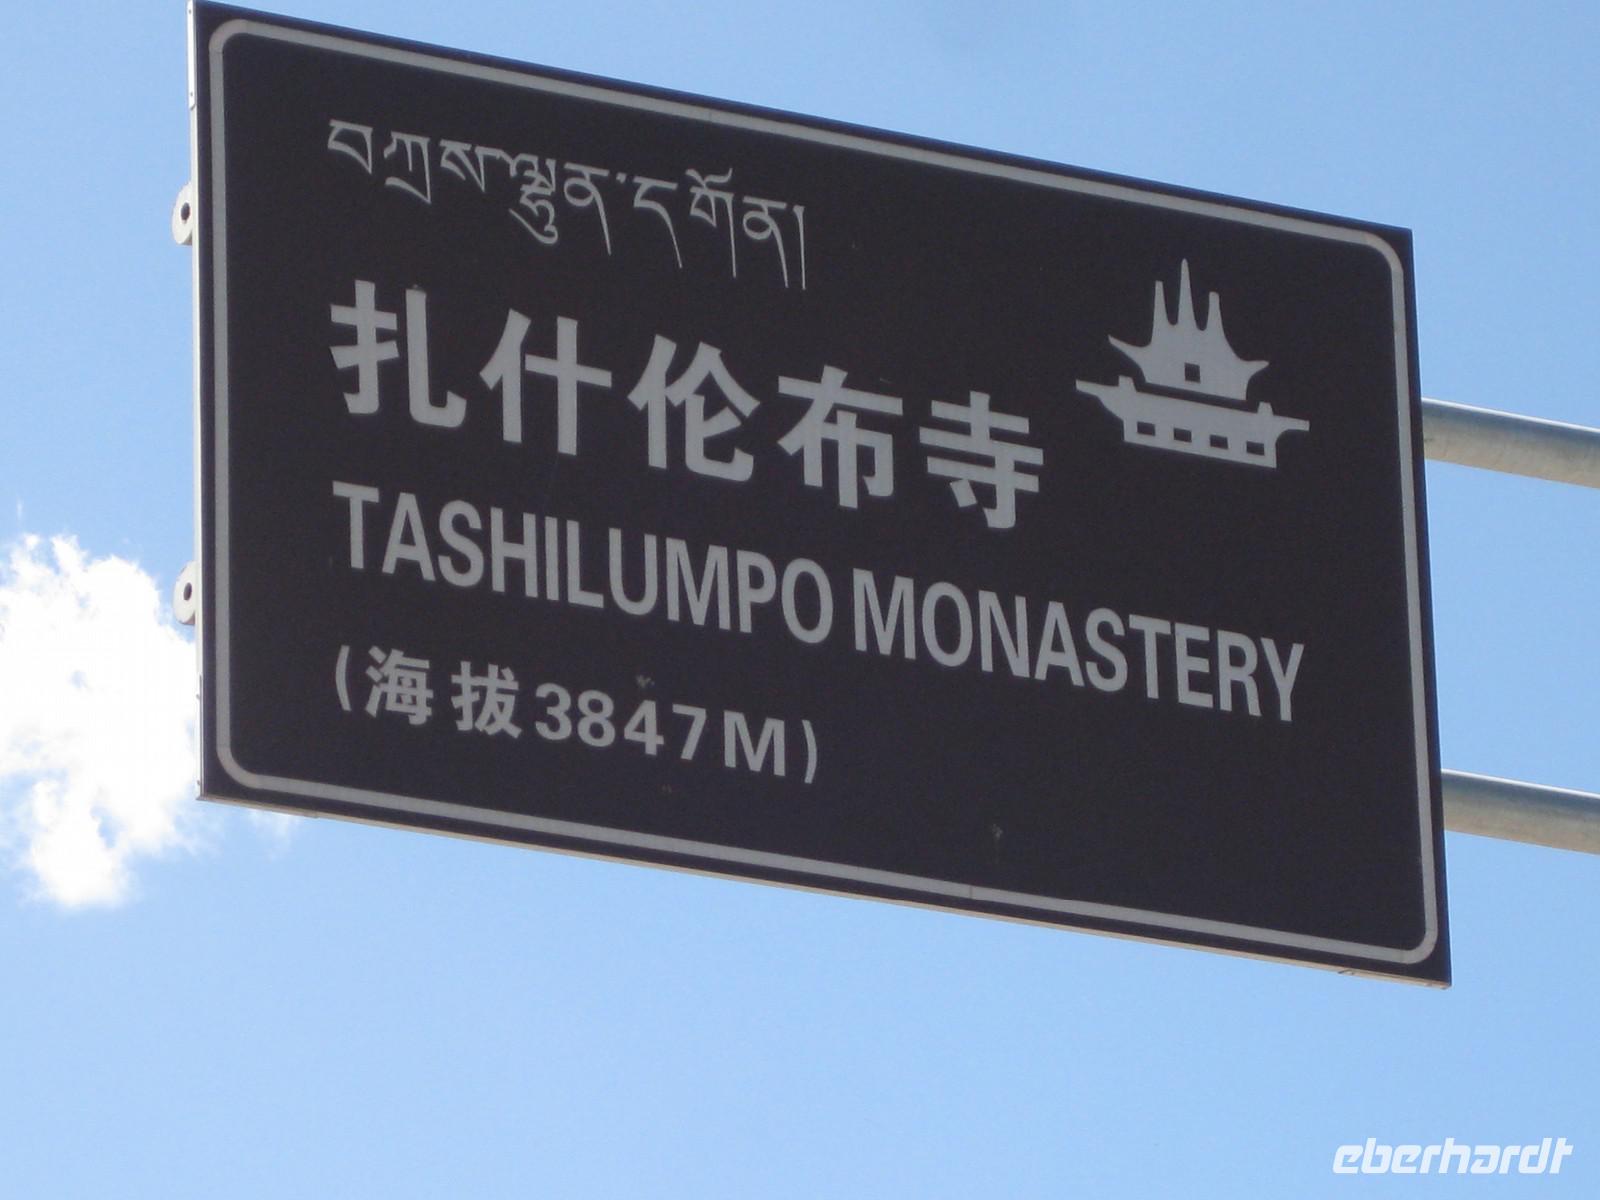 བཀྲས་ལྷུན་དགོན།
扎什伦布寺
TASHILUMPO MONASTERY
(海拔3847M)
eberhardt